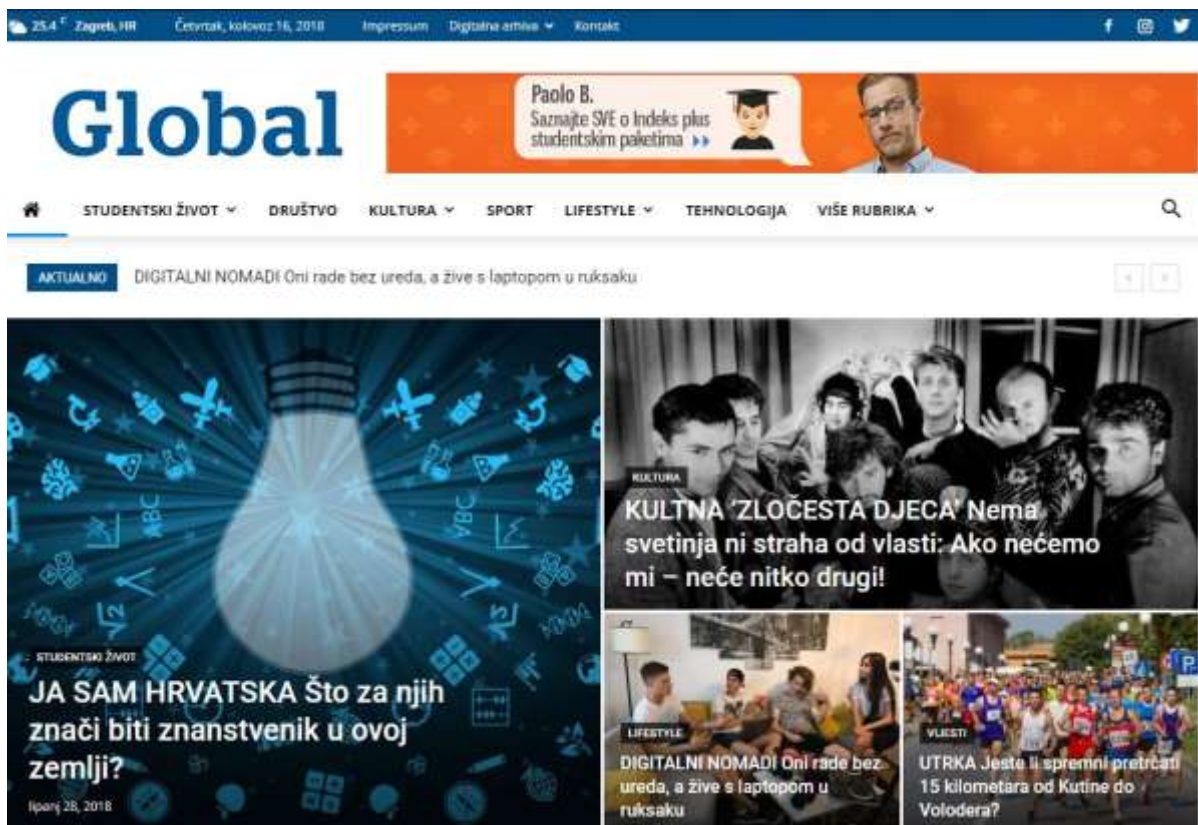 25.4 C Zagreb, HR Četvrtak, kolovoz 16, 2018 Impressum Digitalna arhiva Kontakt
Global
Paolo B.
Saznajte SVE o Indeks plus
studentskim paketima
STUDENTSKI ŽIVOT DRUŠTVO KULTURA SPORT LIFESTYLE TEHNOLOGIJA VIŠE RUBRIKA
AKTUALNO DIGITALNI NOMADI Oni rade bez ureda, a žive s laptopom u ruksaku
STUDENTSKI ŽIVOT
JA SAM HRVATSKA Što za njih
znači biti znanstvenik u ovoj
zemlji?
lipanj 28, 2018
KULTURA
KULTNA ‘ZLOČESTA DJECA’ Nema
svetinja ni straha od vlasti: Ako nećemo
mi – neće nitko drugi!
LIFESTYLE
DIGITALNI NOMADI Oni rade bez
ureda, a žive s laptopom u
ruksaku
VIJESTI
UTRKA Jeste li spremni pretrčati
15 kilometara od Kutine do
Volodera?
ABC
ABC
√2
√2
P